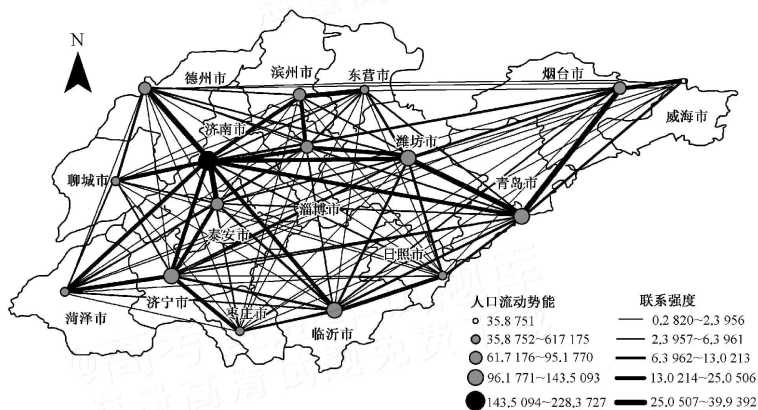 N
德州市
滨州市
东营市
烟台市
威海市
济南市
潍坊市
聊城市
青岛市
淄博市
泰安市
日照市
菏泽市
济宁市
枣庄市
临沂市
人口流动势能
35.8 751
35.8 752~617 175
61.7 176~95.1 770
96.1 771~143.5 093
143.5 094~228.3 727
联系强度
0.2 820~2.3 956
2.3 957~6.3 961
6.3 962~13.0 213
13.0 214~25.0 506
25.0 507~39.9 392